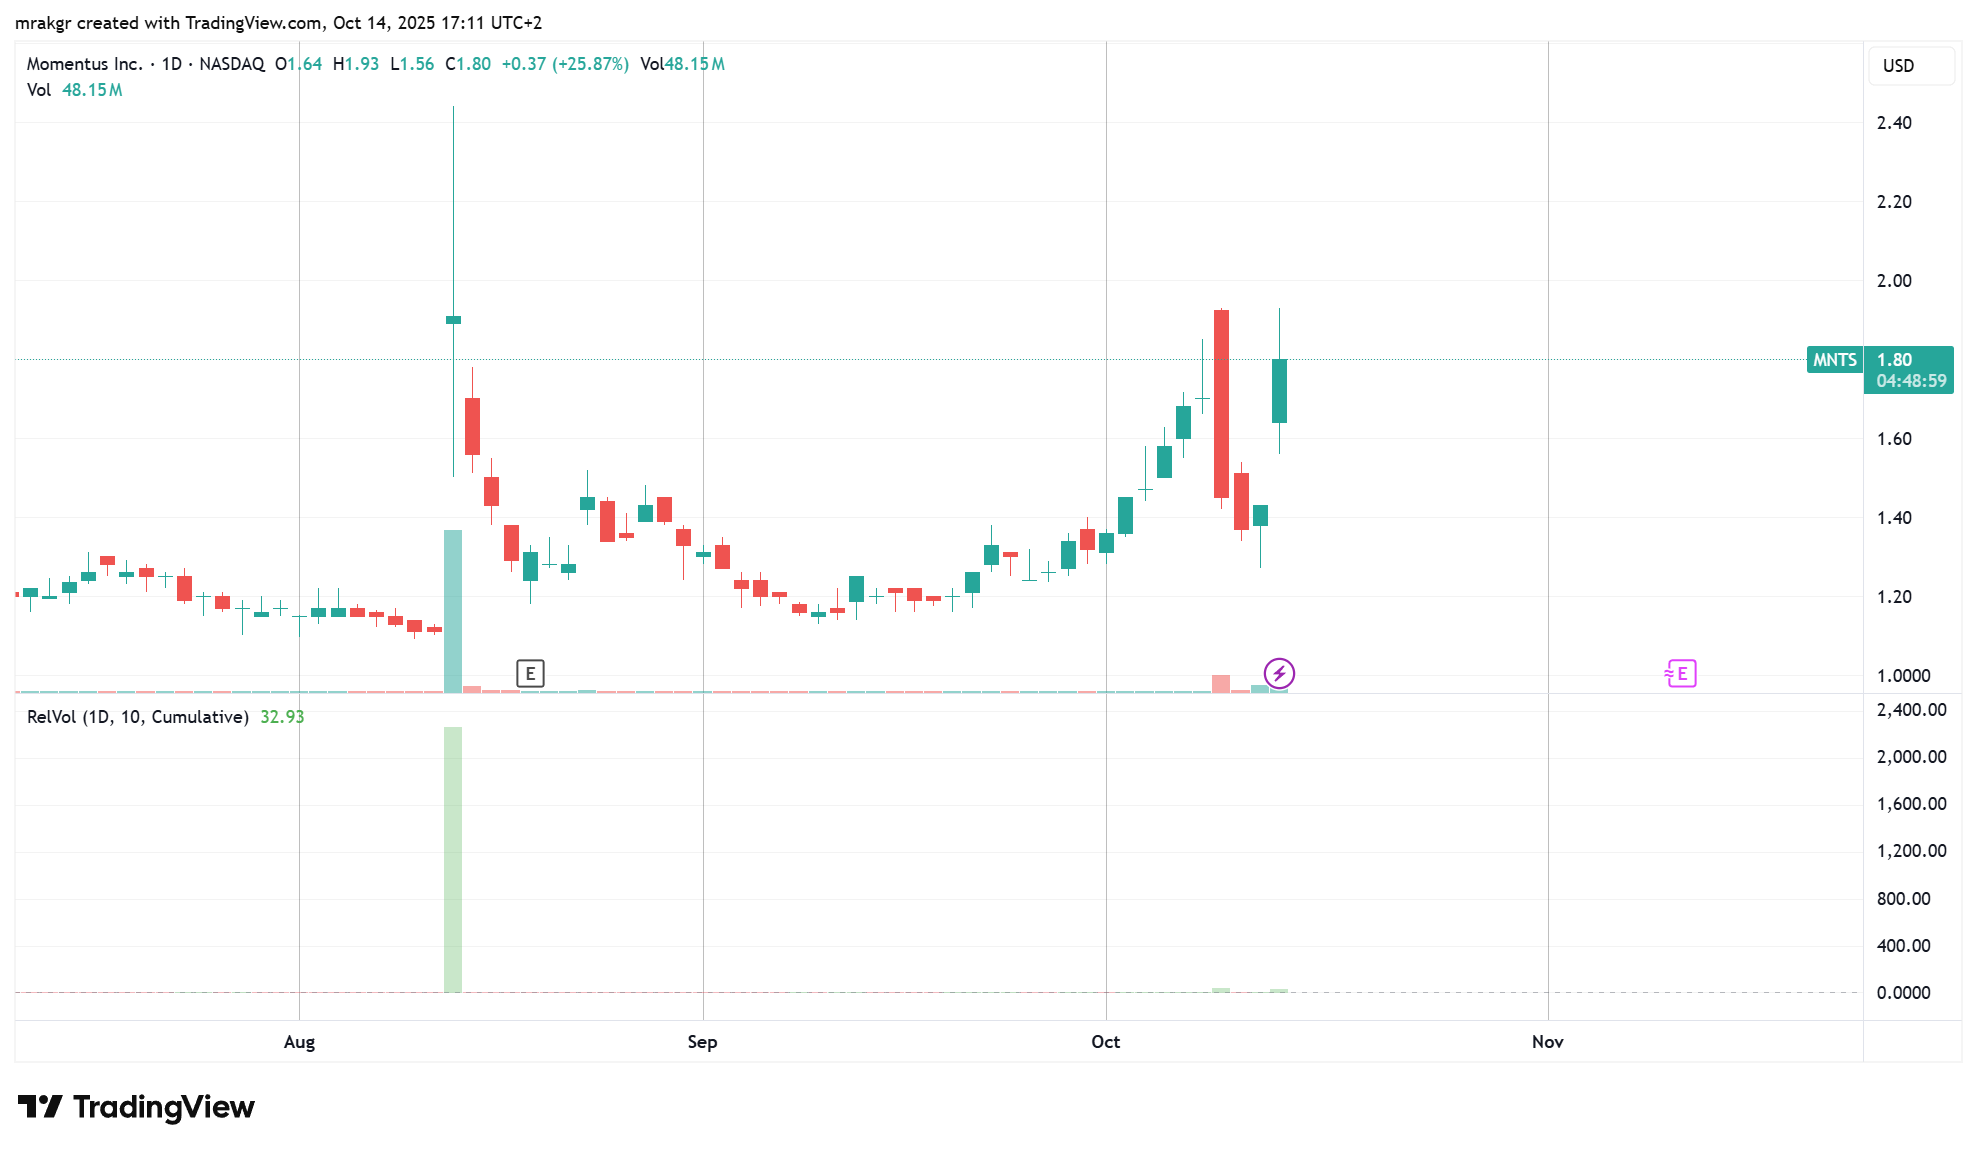 mrakgr created with TradingView.com, Oct 14, 2025 17:11 UTC+2
Momentus Inc. · 1D · NASDAQ O1.64 H1.93 L1.56 C1.80 +0.37 (+25.87%) Vol48.15M
USD
Vol 48.15M
2.40
2.20
2.00
MNTS 1.80
04:48:59
1.60
1.40
1.20
E
≈E
1.0000
RelVol (1D, 10, Cumulative) 32.93
2,400.00
2,000.00
1,600.00
1,200.00
800.00
400.00
0.0000
Aug Sep Oct Nov
TradingView